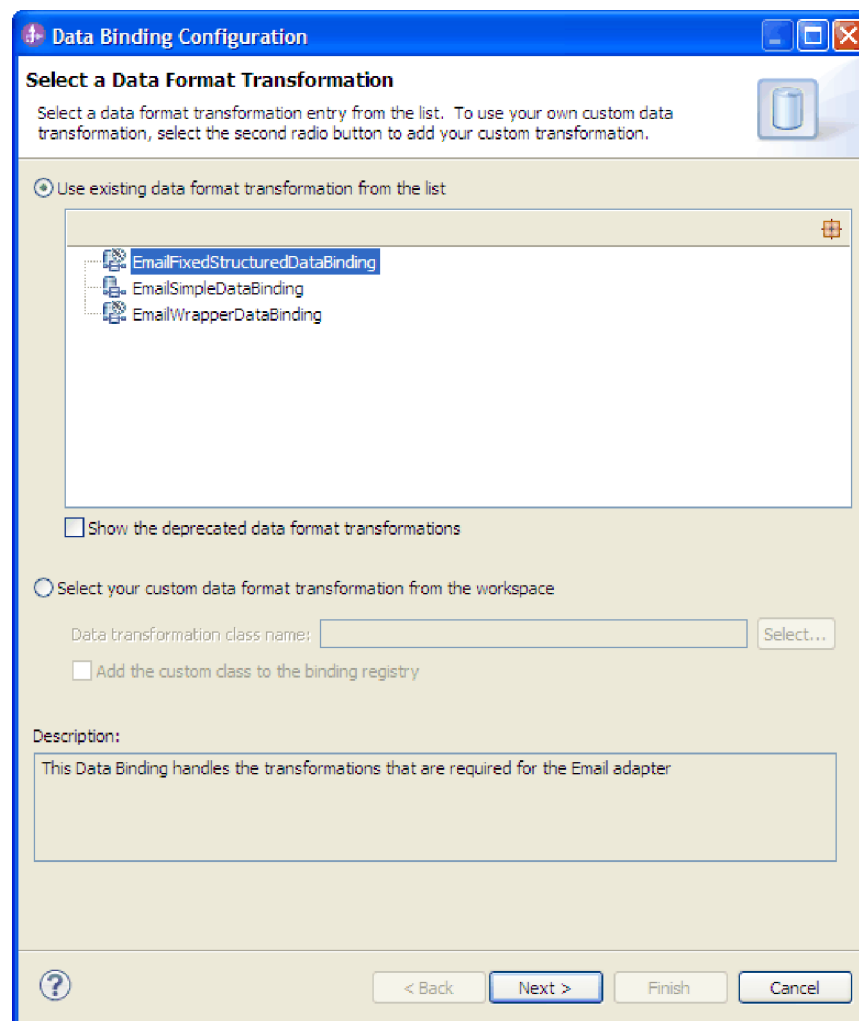 Data Binding Configuration
Select a Data Format Transformation
Select a data format transformation entry from the list. To use your own custom data
transformation, select the second radio button to add your custom transformation.
Use existing data format transformation from the list
EmailFixedStructuredDataBinding
EmailSimpleDataBinding
EmailWrapperDataBinding
Show the deprecated data format transformations
Select your custom data format transformation from the workspace
Data transformation class name: Select...
Add the custom class to the binding registry
Description:
This Data Binding handles the transformations that are required for the Email adapter
? < Back Next > Finish Cancel